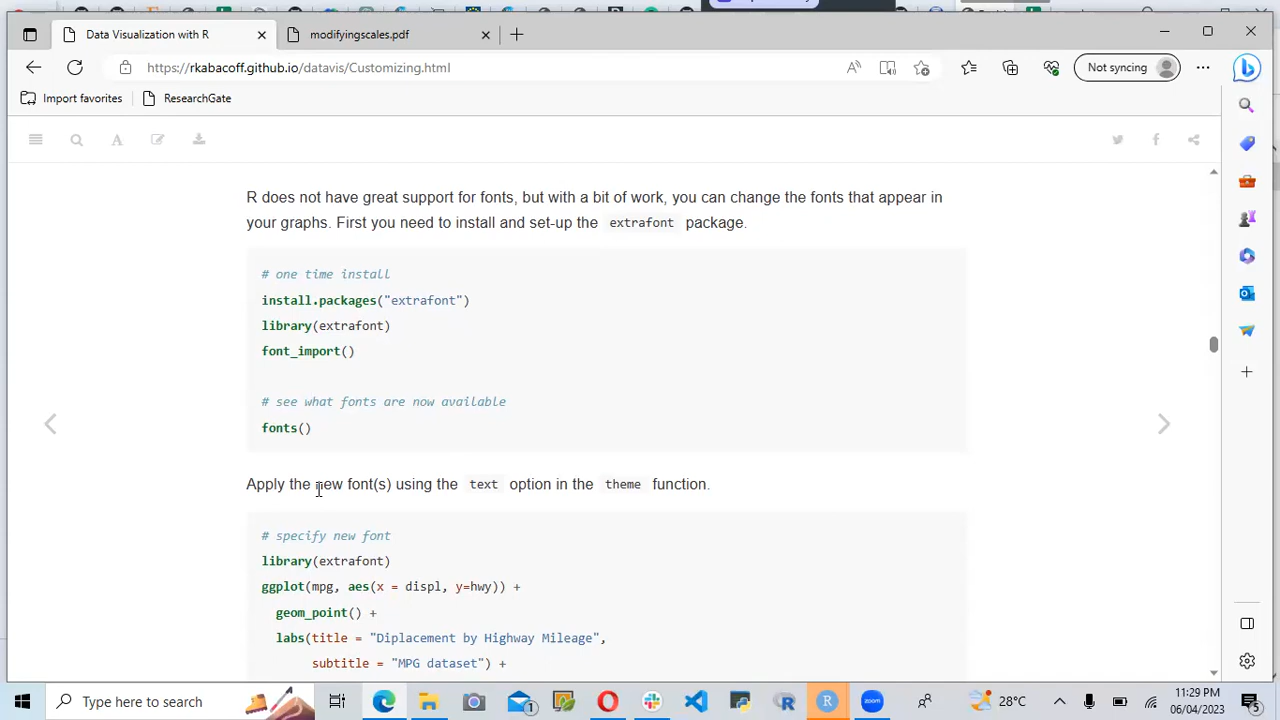 Data Visualization with R
modifyingscales.pdf
https://rkabacoff.github.io/datavis/Customizing.html
Not syncing
Import favorites
ResearchGate
R does not have great support for fonts, but with a bit of work, you can change the fonts that appear in
your graphs. First you need to install and set-up the extrafont package.
# one time install
install.packages("extrafont")
library(extrafont)
font_import()
# see what fonts are now available
fonts()
Apply the new font(s) using the text option in the theme function.
# specify new font
library(extrafont)
ggplot(mpg, aes(x = displ, y=hwy)) +
geom_point() +
labs(title = "Diplacement by Highway Mileage",
subtitle = "MPG dataset") +
Type here to search
1
zoom
28°C
11:29 PM
06/04/2023
5